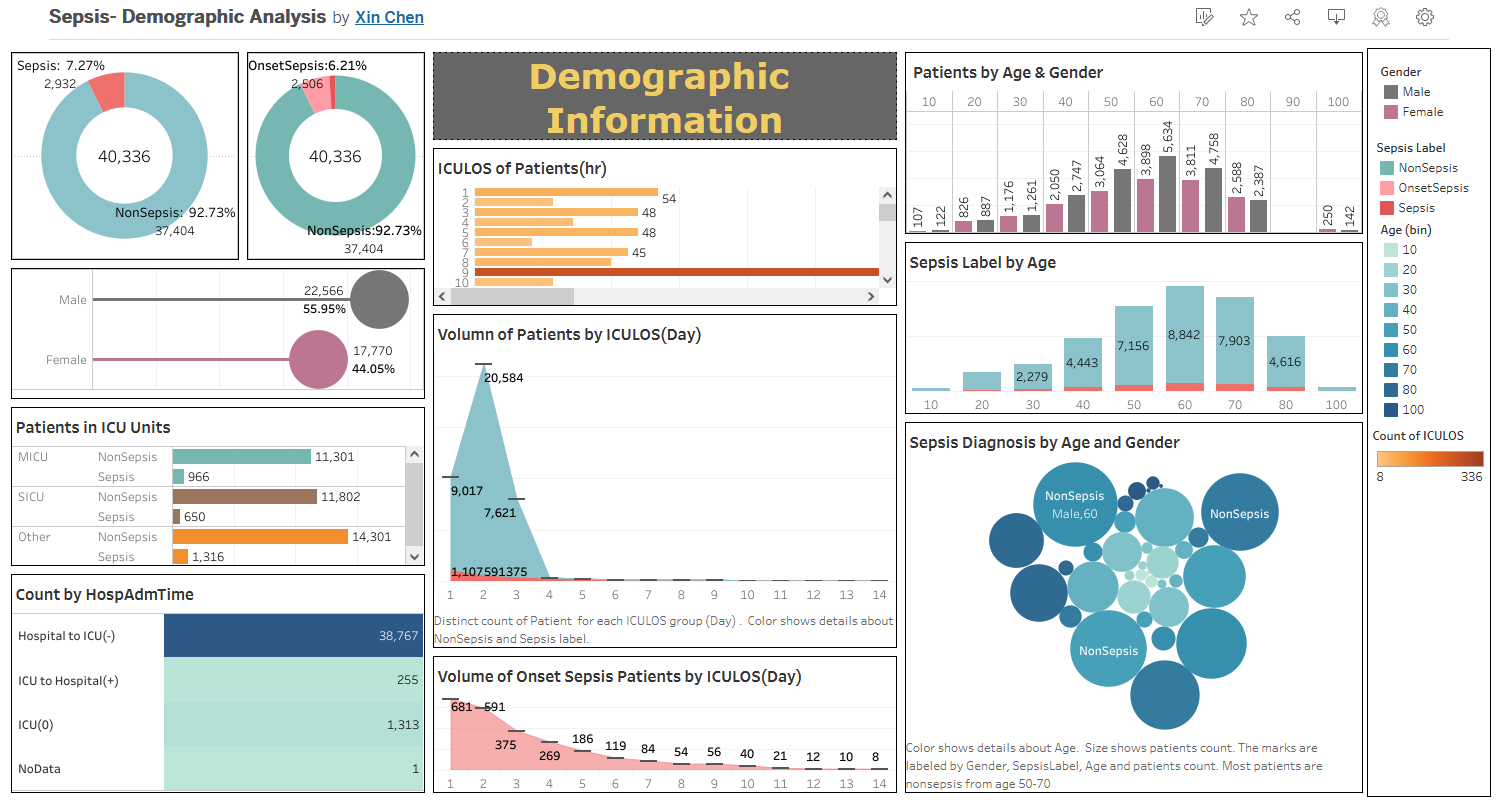 Sepsis- Demographic Analysis by Xin Chen
Sepsis: 7.27%
2,932
40,336
NonSepsis: 92.73%
37,404
OnsetSepsis:6.21%
2,506
40,336
NonSepsis:92.73%
37,404
Male
22,566
55.95%
Female
17,770
44.05%
Patients in ICU Units
MICU NonSepsis 11,301
Sepsis 966
SICU NonSepsis 11,802
Sepsis 650
Other NonSepsis 14,301
Sepsis 1,316
Count by HospAdmTime
Hospital to ICU(-) 38,767
ICU to Hospital(+) 255
ICU(0) 1,313
NoData 1
Demographic
Information
ICULOS of Patients(hr)
1 54
2
3 48
4
5 48
6
7 45
8
9
10
Volumn of Patients by ICULOS(Day)
20,584
9,017
7,621
1,107591375
1 2 3 4 5 6 7 8 9 10 11 12 13 14
Distinct count of Patient for each ICULOS group (Day) . Color shows details about
NonSepsis and Sepsis label.
Volume of Onset Sepsis Patients by ICULOS(Day)
681 591 375 269 186 119 84 54 56 40 21 12 10 8
1 2 3 4 5 6 7 8 9 10 11 12 13 14
Patients by Age & Gender
10 20 30 40 50 60 70 80 90 100
107 122 826 887 1,176 1,261 2,050 2,747 3,064 4,628 3,898 5,634 3,811 4,758 2,588 2,387 250 142
Sepsis Label by Age
2,279 4,443 7,156 8,842 7,903 4,616
10 20 30 40 50 60 70 80 100
Sepsis Diagnosis by Age and Gender
NonSepsis
Male,60
NonSepsis
NonSepsis
Color shows details about Age. Size shows patients count. The marks are
labeled by Gender, SepsisLabel, Age and patients count. Most patients are
nonsepsis from age 50-70
Gender
Male
Female
Sepsis Label
NonSepsis
OnsetSepsis
Sepsis
Age (bin)
10
20
30
40
50
60
70
80
100
Count of ICULOS
8 336